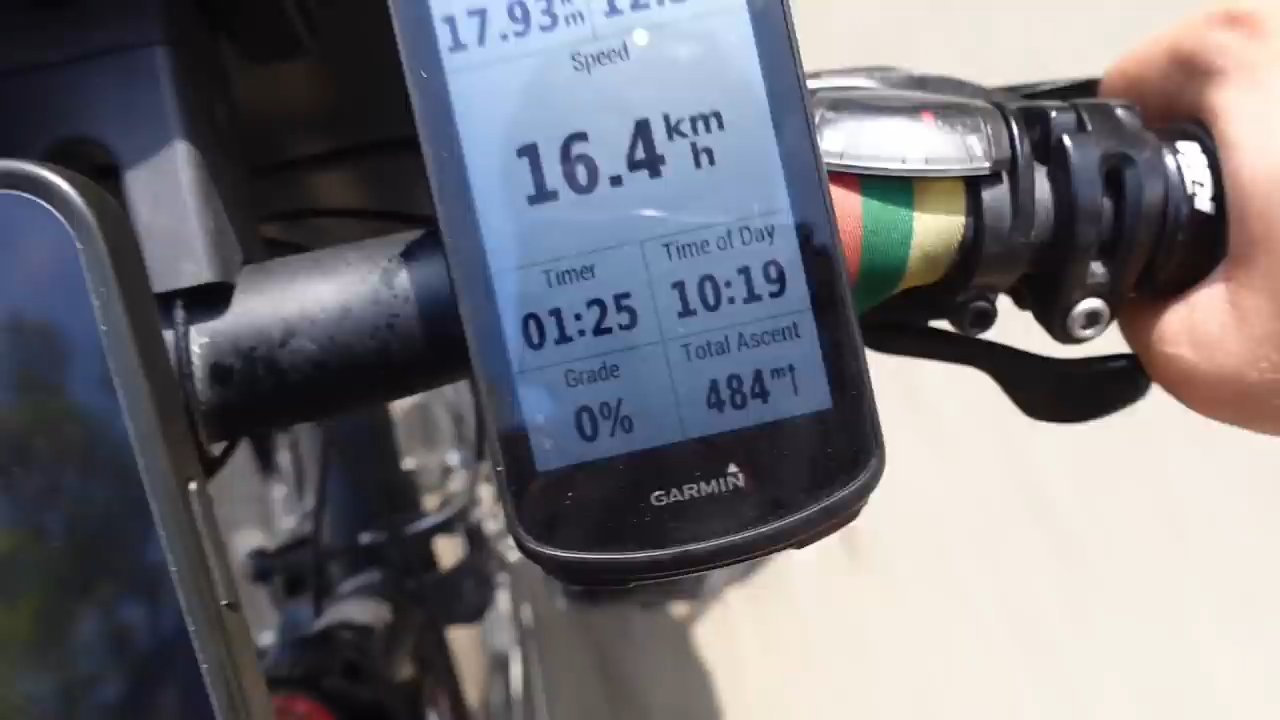 17.93 km
Speed
16.4 km h
Timer
Time of Day
01:25
10:19
Grade
Total Ascent
0%
484 m↑
GARMIN